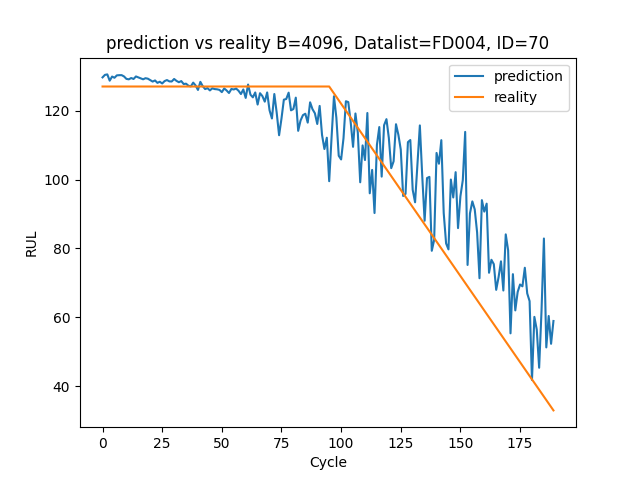 prediction vs reality B=4096, Datalist=FD004, ID=70
prediction
reality
RUL
120
100
80
60
40
0 25 50 75 100 125 150 175
Cycle